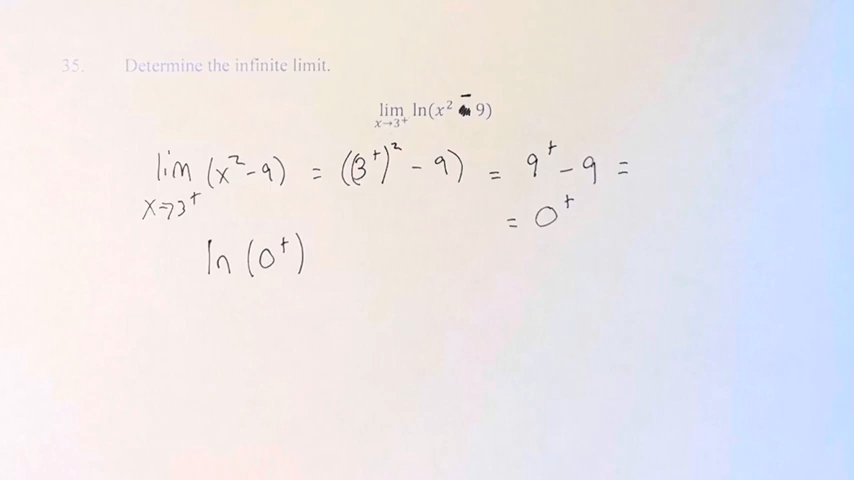 35. Determine the infinite limit.
lim ln(x² - 9)
x→3⁺
lim (x²-9) = ((3⁺)² - 9) = 9⁺ - 9 =
x→3⁺
= 0⁺
ln (0⁺)